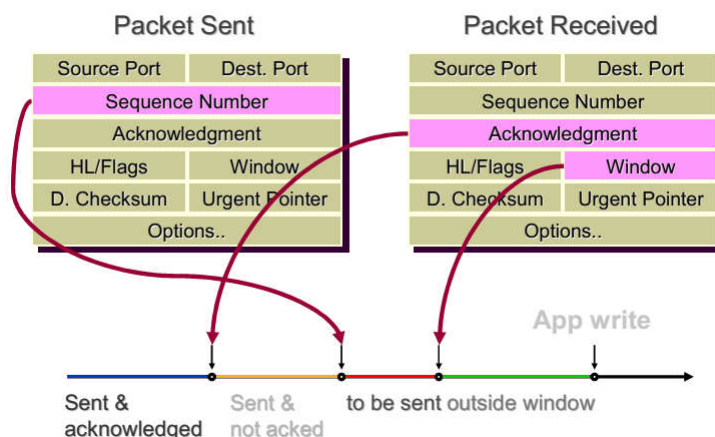 Packet Sent
Packet Received
Source Port
Dest. Port
Sequence Number
Acknowledgment
HL/Flags
Window
D. Checksum
Urgent Pointer
Options..
Source Port
Dest. Port
Sequence Number
Acknowledgment
HL/Flags
Window
D. Checksum
Urgent Pointer
Options..
App write
Sent &
acknowledged
Sent &
not acked
to be sent outside window